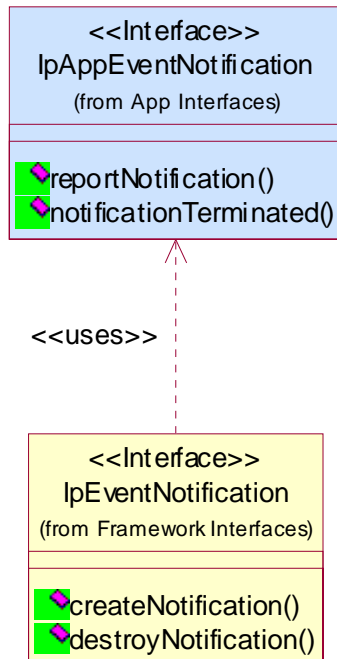 <<Interface>>
IpAppEventNotification
(from App Interfaces)
reportNotification()
notificationTerminated()
<<uses>>
<<Interface>>
IpEventNotification
(from Framework Interfaces)
createNotification()
destroyNotification()